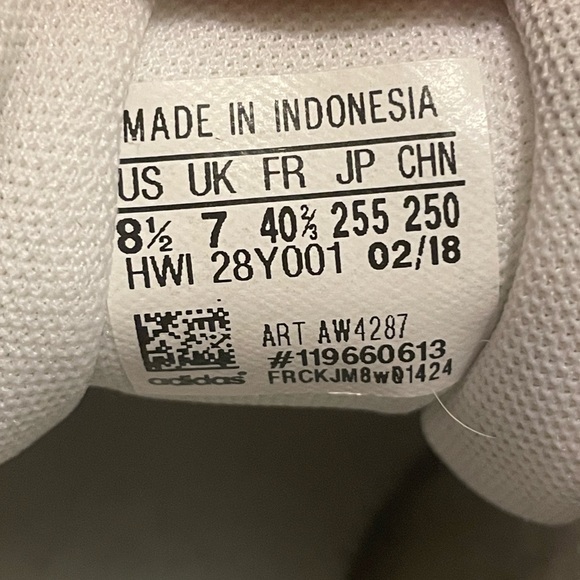 MADE IN INDONESIA
US UK FR JP CHN
8½ 7 40⅔ 255 250
HWI 28Y001 02/18
ART AW4287
#119660613
adidas FRCKJM8wQ1424